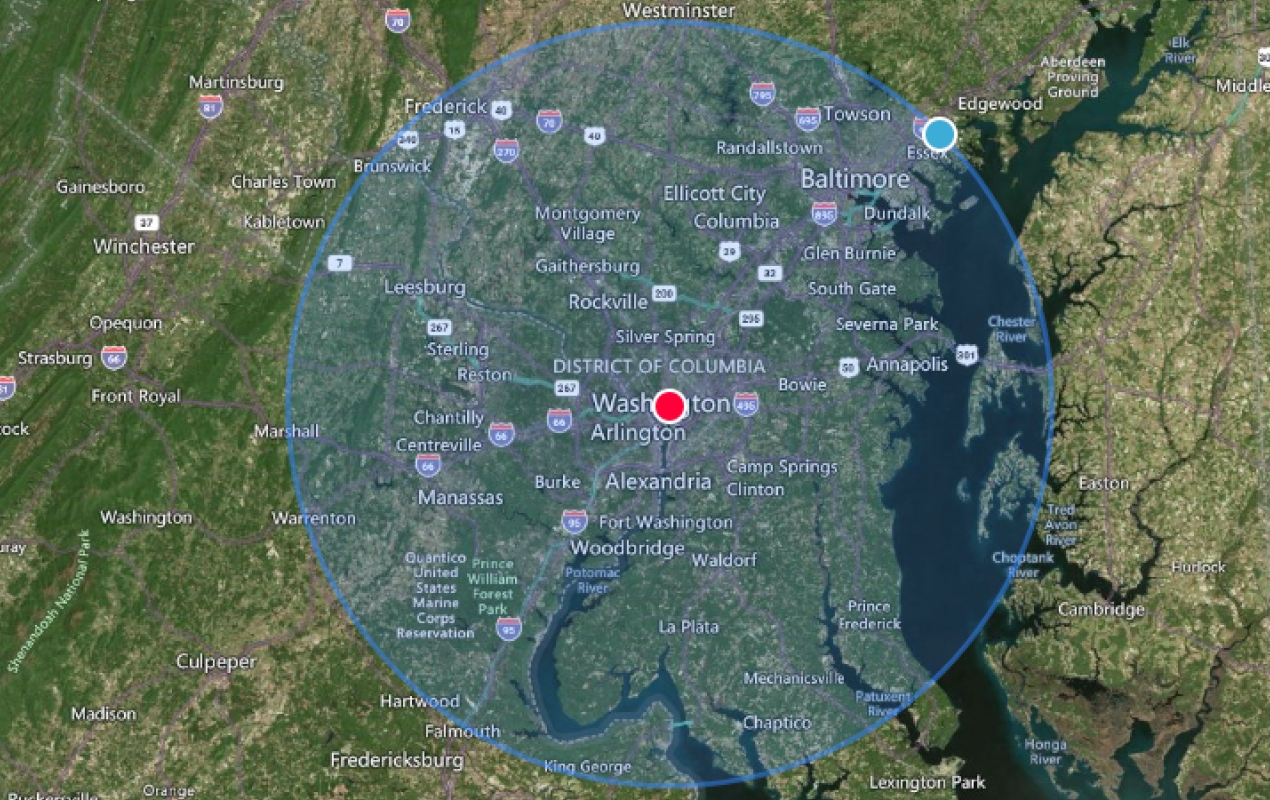 Westminster
70
Elk
River
Aberdeen
Proving
Ground
30
Martinsburg
81
Middle
795
Frederick
40
Edgewood
70
695
Towson
15
340
40
270
Randallstown
Essex
Brunswick
Baltimore
Gainesboro
Charles Town
Ellicott City
Montgomery
Village
Columbia
895
Dundalk
37
Kabletown
Winchester
29
Glen Burnie
7
Gaithersburg
32
Leesburg
South Gate
Rockville
200
295
Opequon
267
Severna Park
Chester
River
Silver Spring
Sterling
Strasburg
66
301
DISTRICT OF COLUMBIA
50
Annapolis
Reston
267
Bowie
Front Royal
Washington
495
Chantilly
66
Marshall
66
Arlington
Centreville
66
Camp Springs
Burke
Alexandria
Easton
Clinton
Manassas
Washington
Warrenton
95
Fort Washington
Tred
Avon
River
Woodbridge
Waldorf
Quantico
United
States
Marine
Corps
Reservation
Prince
William
Forest
Park
Potomac
River
Choptank
River
Hurlock
Shenandoah National Park
Prince
Frederick
Cambridge
95
La Plata
Culpeper
Mechanicsville
Hartwood
Patuxent
River
Madison
Chaptico
Falmouth
Honga
River
Fredericksburg
King George
Lexington Park
Orange